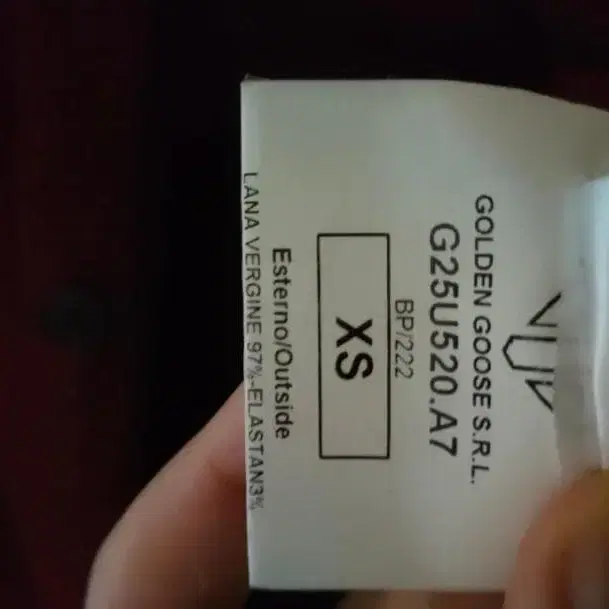 GOLDEN GOOSE S.R.L.
G25U520.A7
BP/222
XS
Esterno/Outside
LANA VERGINE 97%-ELASTAN3%